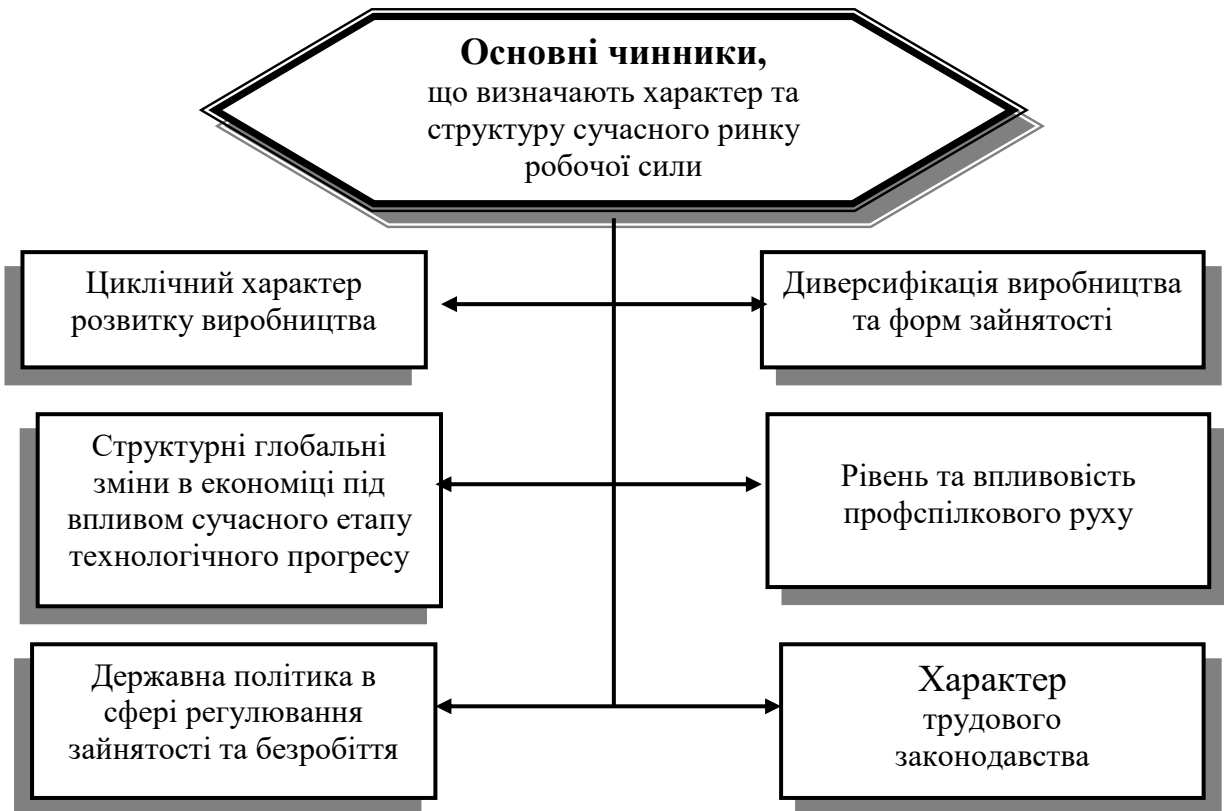 Основні чинники,
що визначають характер та
структуру сучасного ринку
робочої сили
Циклічний характер
розвитку виробництва
Диверсифікація виробництва
та форм зайнятості
Структурні глобальні
зміни в економіці під
впливом сучасного етапу
технологічного прогресу
Рівень та впливовість
профспілкового руху
Державна політика в
сфері регулювання
зайнятості та безробіття
Характер
трудового
законодавства